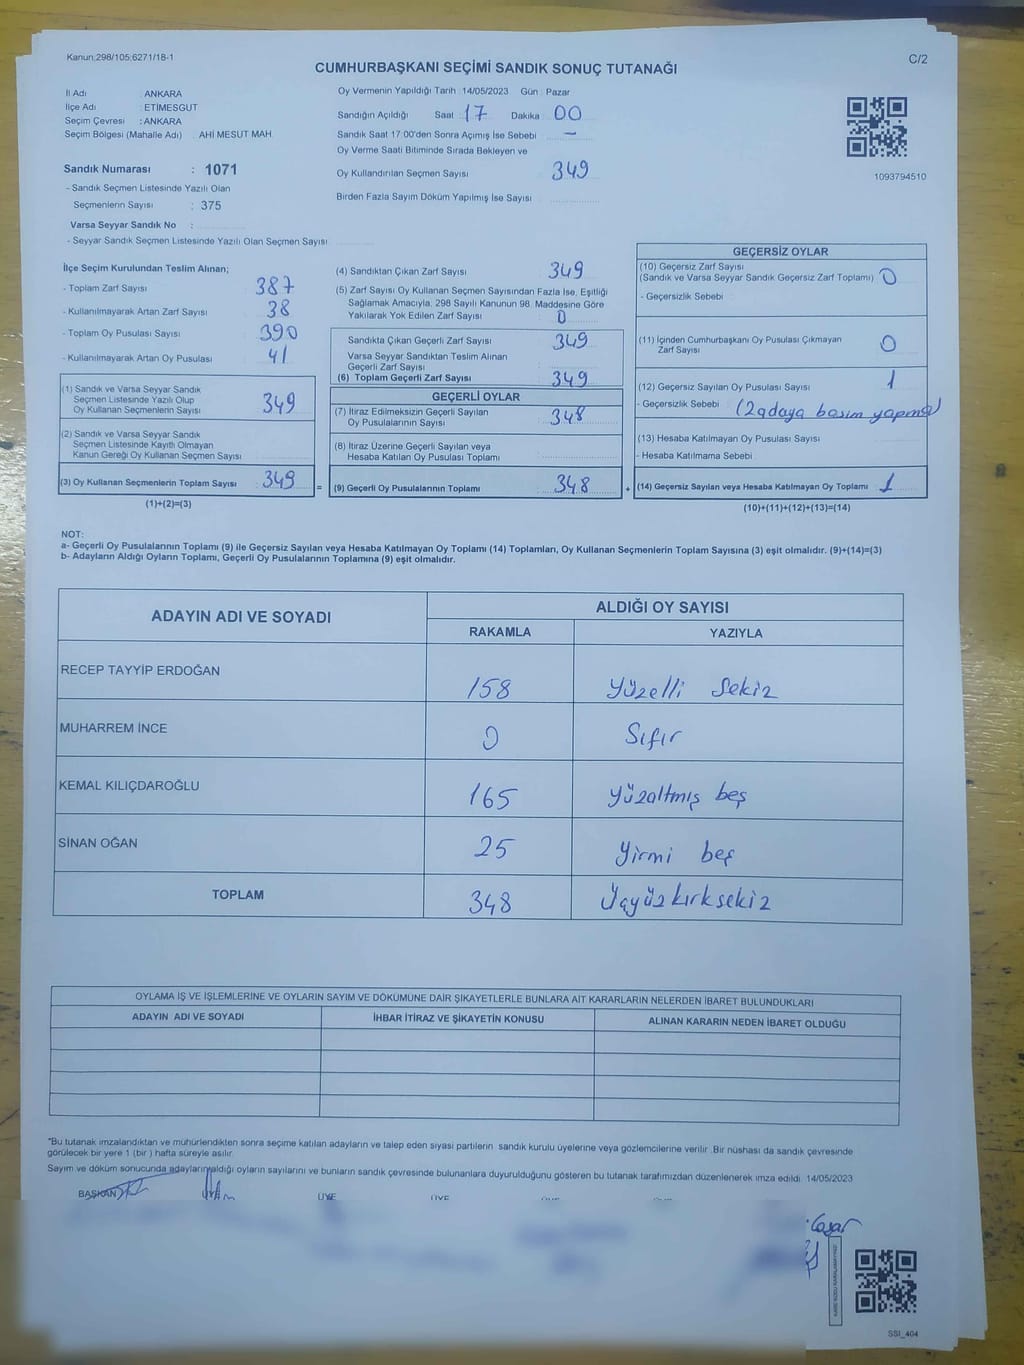 Kanun:298/105;6271/18-1
C/2
CUMHURBAŞKANI SEÇİMİ SANDIK SONUÇ TUTANAĞI
İl Adı : ANKARA
İlçe Adı : ETİMESGUT
Seçim Çevresi : ANKARA
Seçim Bölgesi (Mahalle Adı) AHİ MESUT MAH.
Sandık Numarası : 1071
- Sandık Seçmen Listesinde Yazılı Olan
Seçmenlerin Sayısı : 375
Varsa Seyyar Sandık No :
- Seyyar Sandık Seçmen Listesinde Yazılı Olan Seçmen Sayısı
Oy Vermenin Yapıldığı Tarih : 14/05/2023 Gün : Pazar
Sandığın Açıldığı Saat : 17 Dakika 00
Sandık Saat 17:00'den Sonra Açımış İse Sebebi –
Oy Verme Saati Bitiminde Sırada Bekleyen ve
Oy Kullandırılan Seçmen Sayısı 349
Birden Fazla Sayım Döküm Yapılmış İse Sayısı
1093794510
İlçe Seçim Kurulundan Teslim Alınan;
- Toplam Zarf Sayısı 387
- Kullanılmayarak Artan Zarf Sayısı 38
- Toplam Oy Pusulası Sayısı 390
- Kullanılmayarak Artan Oy Pusulası 41
(1) Sandık ve Varsa Seyyar Sandık
Seçmen Listesinde Yazılı Olup
Oy Kullanan Seçmenlerin Sayısı 349
(2) Sandık ve Varsa Seyyar Sandık
Seçmen Listesinde Kayıtlı Olmayan
Kanun Gereği Oy Kullanan Seçmen Sayısı
(3) Oy Kullanan Seçmenlerin Toplam Sayısı : 349 =
(1)+(2)=(3)
(4) Sandıktan Çıkan Zarf Sayısı 349
(5) Zarf Sayısı Oy Kullanan Seçmen Sayısından Fazla İse, Eşitliği
Sağlamak Amacıyla; 298 Sayılı Kanunun 98. Maddesine Göre
Yakılarak Yok Edilen Zarf Sayısı 0
Sandıkta Çıkan Geçerli Zarf Sayısı 349
Varsa Seyyar Sandıktan Teslim Alınan
Geçerli Zarf Sayısı
(6) Toplam Geçerli Zarf Sayısı 349
GEÇERLİ OYLAR
(7) İtiraz Edilmeksizin Geçerli Sayılan
Oy Pusulalarının Sayısı 348
(8) İtiraz Üzerine Geçerli Sayılan veya
Hesaba Katılan Oy Pusulası Toplamı
(9) Geçerli Oy Pusulalarının Toplamı 348 +
GEÇERSİZ OYLAR
(10) Geçersiz Zarf Sayısı
(Sandık ve Varsa Seyyar Sandık Geçersiz Zarf Toplamı) 0
- Geçersizlik Sebebi
(11) İçinden Cumhurbaşkanı Oy Pusulası Çıkmayan
Zarf Sayısı 0
(12) Geçersiz Sayılan Oy Pusulası Sayısı 1
- Geçersizlik Sebebi (2 adaya basım yapma)
(13) Hesaba Katılmayan Oy Pusulası Sayısı
- Hesaba Katılmama Sebebi
(14) Geçersiz Sayılan veya Hesaba Katılmayan Oy Toplamı 1
(10)+(11)+(12)+(13)=(14)
NOT:
a- Geçerli Oy Pusulalarının Toplamı (9) ile Geçersiz Sayılan veya Hesaba Katılmayan Oy Toplamı (14) Toplamları, Oy Kullanan Seçmenlerin Toplam Sayısına (3) eşit olmalıdır. (9)+(14)=(3)
b- Adayların Aldığı Oyların Toplamı, Geçerli Oy Pusulalarının Toplamına (9) eşit olmalıdır.
ADAYIN ADI VE SOYADI ALDIĞI OY SAYISI
RAKAMLA YAZIYLA
RECEP TAYYİP ERDOĞAN 158 yüzelli sekiz
MUHARREM İNCE 0 Sıfır
KEMAL KILIÇDAROĞLU 165 yüzaltmış beş
SİNAN OĞAN 25 yirmi beş
TOPLAM 348 üçyüzkırksekiz
OYLAMA İŞ VE İŞLEMLERİNE VE OYLARIN SAYIM VE DÖKÜMÜNE DAİR ŞİKAYETLERLE BUNLARA AİT KARARLARIN NELERDEN İBARET BULUNDUKLARI
ADAYIN ADI VE SOYADI İHBAR İTİRAZ VE ŞİKAYETİN KONUSU ALINAN KARARIN NEDEN İBARET OLDUĞU
*Bu tutanak imzalandıktan ve mühürlendikten sonra seçime katılan adayların ve talep eden siyasi partilerin sandık kurulu üyelerine veya gözlemcilerine verilir. Bir nüshası da sandık çevresinde
görülecek bir yere 1 (bir) hafta süreyle asılır.
Sayım ve döküm sonucunda adayların aldığı oyların sayılarını ve bunların sandık çevresinde bulunanlara duyurulduğunu gösteren bu tutanak tarafımızdan düzenlenerek imza edildi. 14/05/2023
BAŞKAN ÜYE ÜYE ÜYE
SSI_404